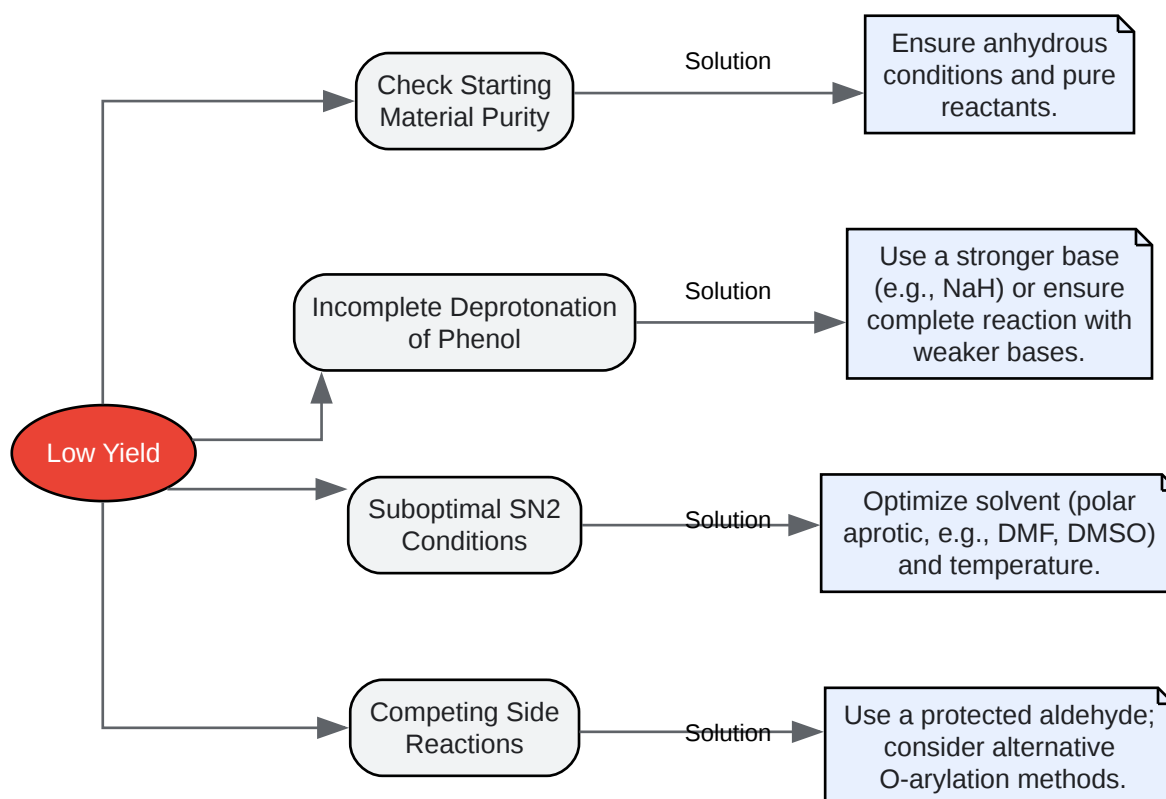 Low Yield
Check Starting
Material Purity
Solution
Ensure anhydrous
conditions and pure
reactants.
Incomplete Deprotonation
of Phenol
Solution
Use a stronger base
(e.g., NaH) or ensure
complete reaction with
weaker bases.
Suboptimal SN2
Conditions
Solution
Optimize solvent (polar
aprotic, e.g., DMF, DMSO)
and temperature.
Competing Side
Reactions
Solution
Use a protected aldehyde;
consider alternative
O-arylation methods.